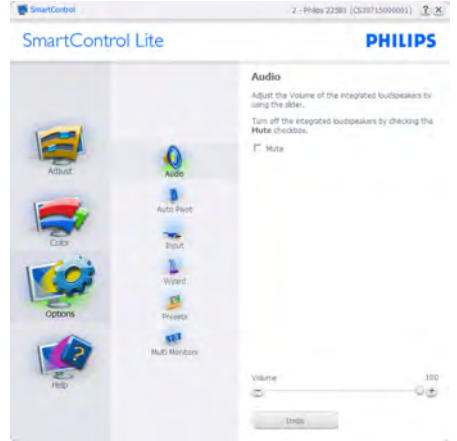 SmartControl
2 - Philips 225B1 (CS39715000001)
SmartControl Lite
PHILIPS
Adjust
Color
Options
Help
Audio
Auto Pivot
Input
Wizard
Presets
Multi Monitors
Audio
Adjust the Volume of the integrated loudspeakers by
using the slider.
Turn off the integrated loudspeakers by checking the
Mute checkbox.
Mute
Volume
100
Undo